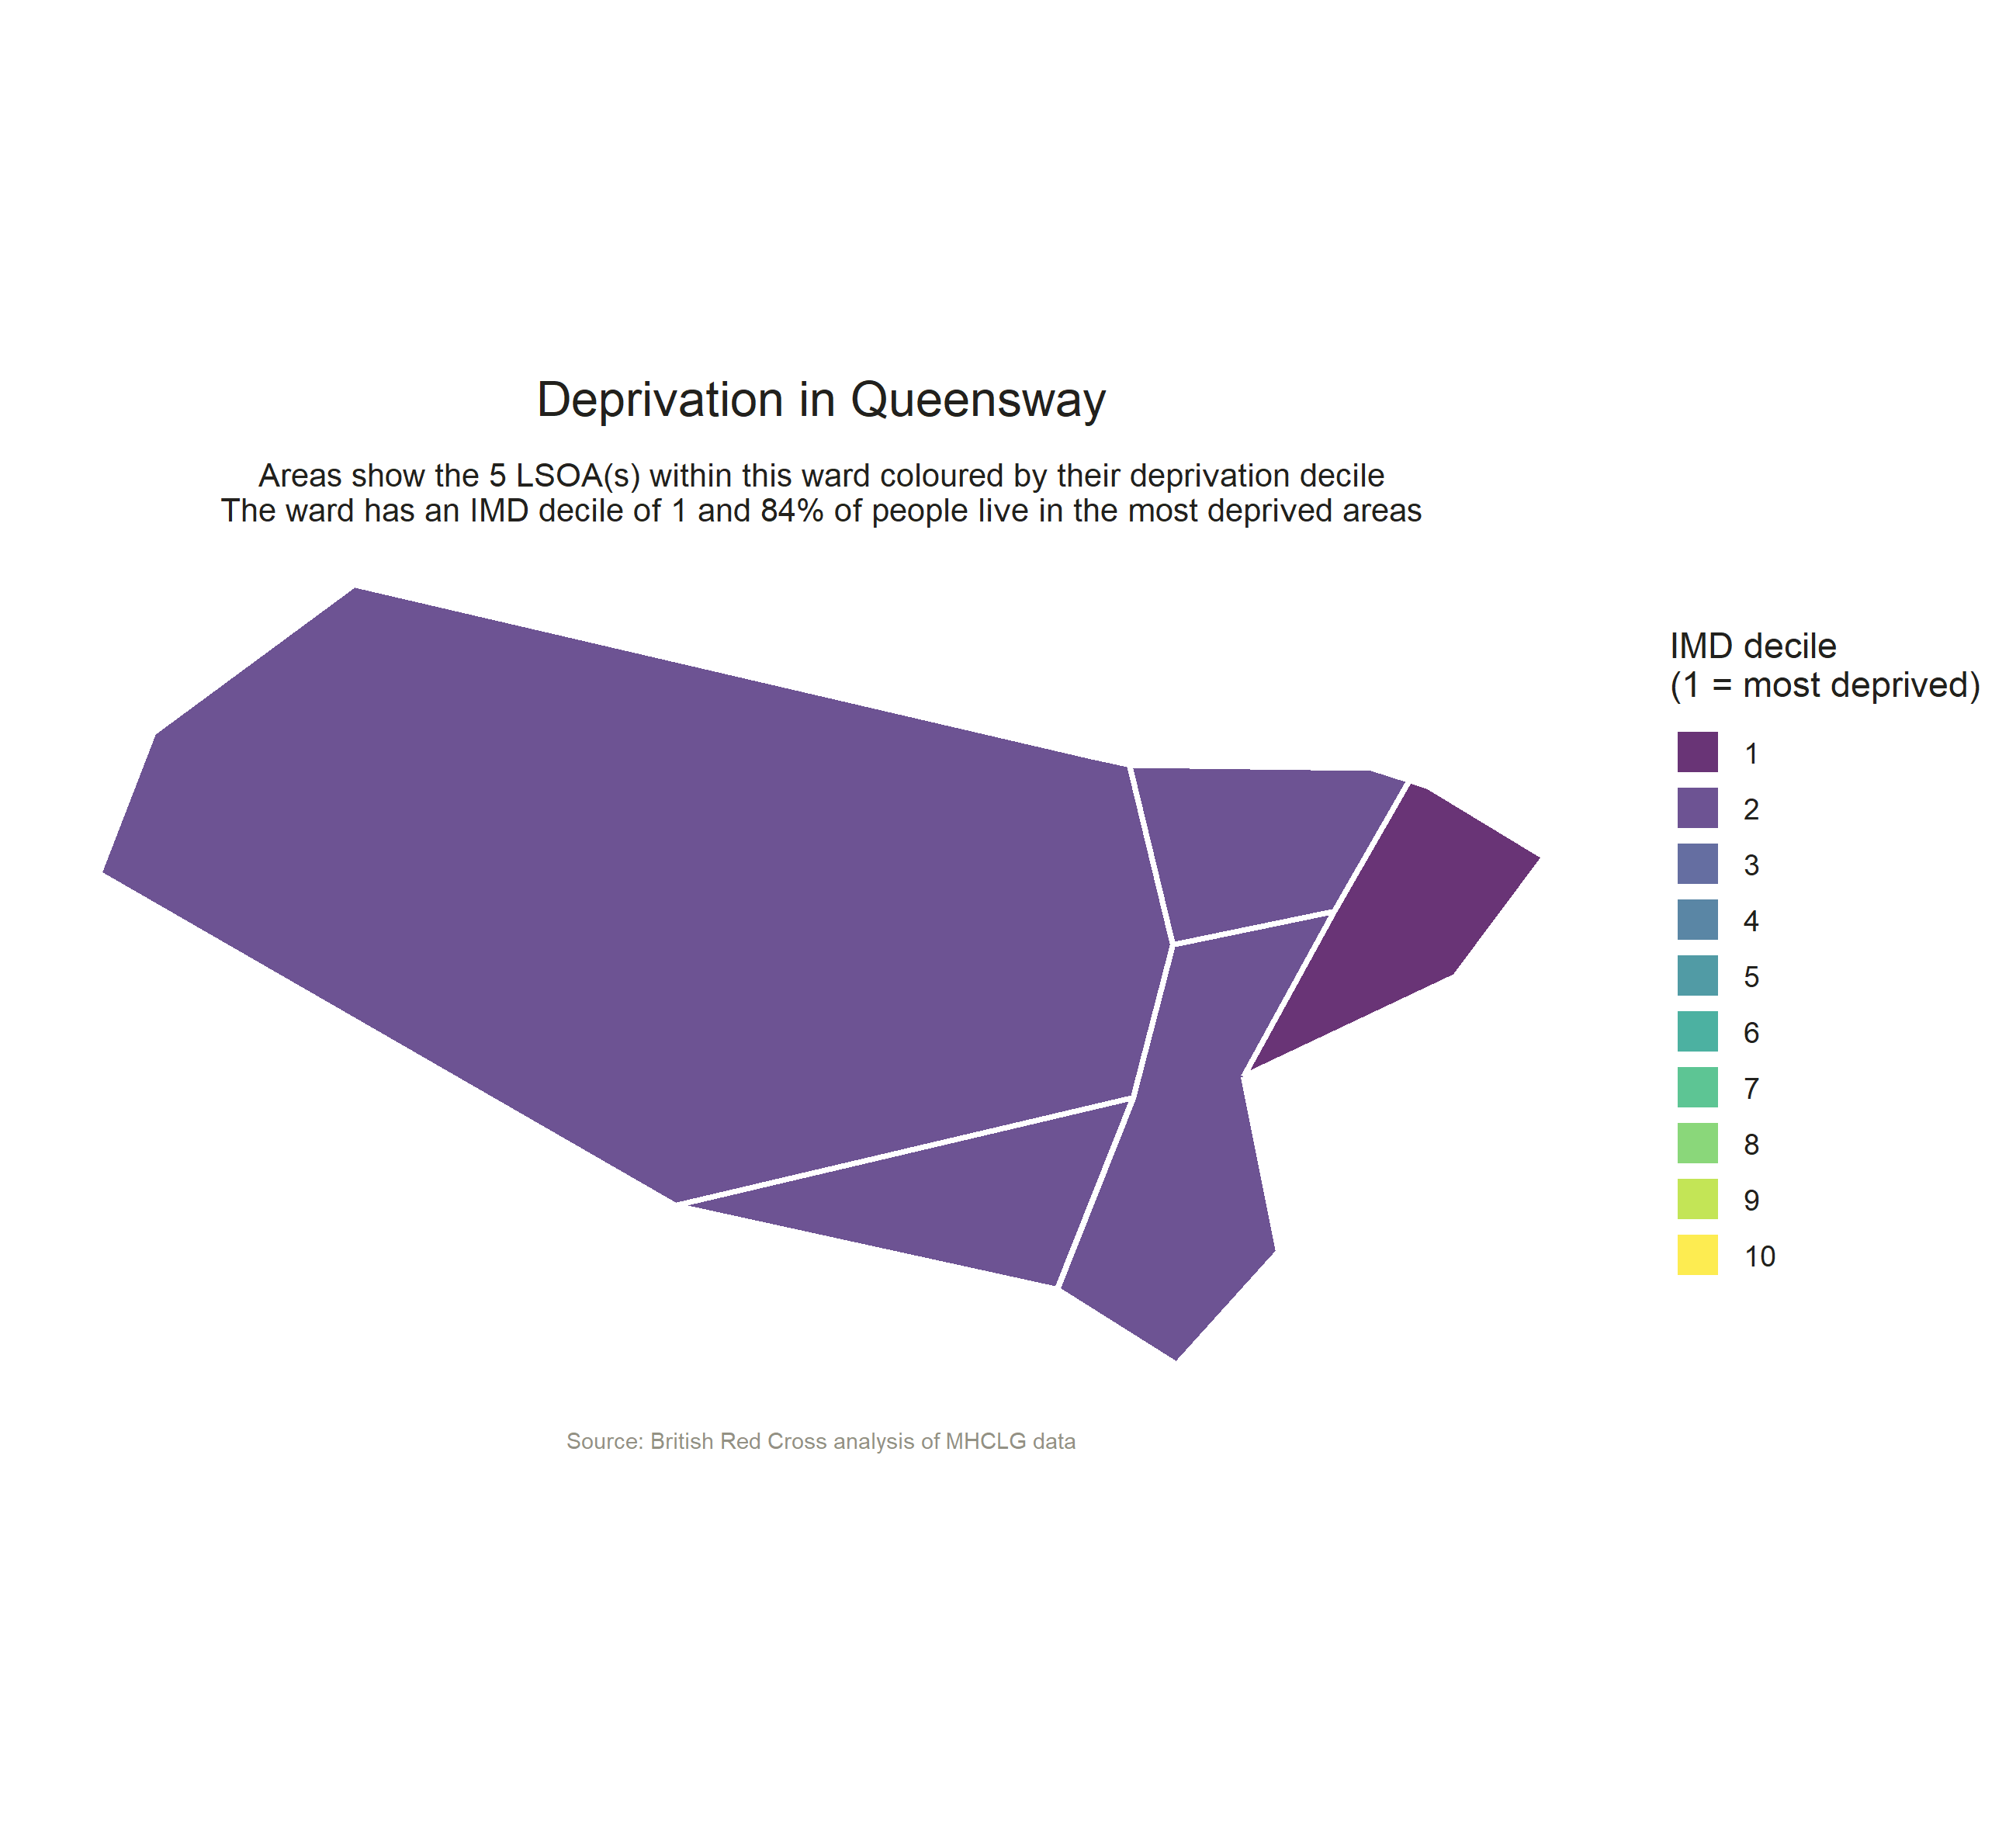 Deprivation in Queensway
Areas show the 5 LSOA(s) within this ward coloured by their deprivation decile
The ward has an IMD decile of 1 and 84% of people live in the most deprived areas
IMD decile
(1 = most deprived)
1
2
3
4
5
6
7
8
9
10
Source: British Red Cross analysis of MHCLG data